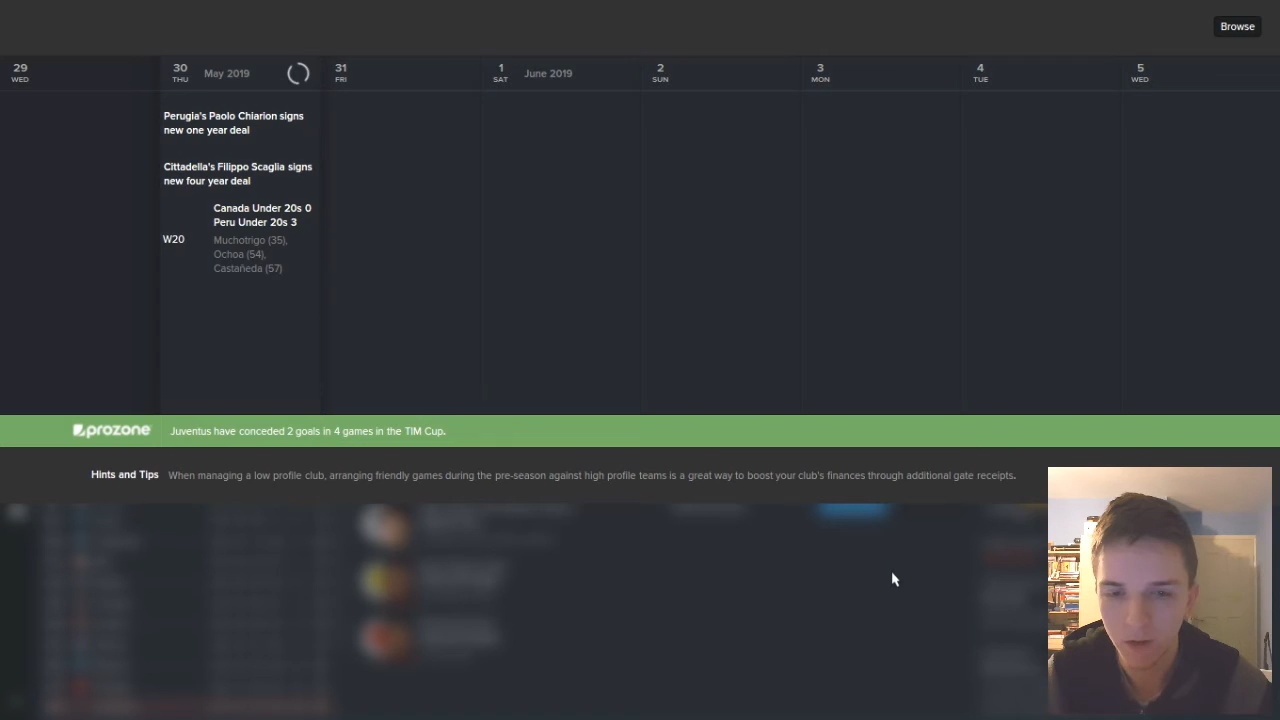 Browse
29
WED
30
THU
May 2019
31
FRI
1
SAT
June 2019
2
SUN
3
MON
4
TUE
5
WED
Perugia's Paolo Chiarion signs
new one year deal
Cittadella's Filippo Scaglia signs
new four year deal
Canada Under 20s 0
Peru Under 20s 3
W20
Muchotrigo (35),
Ochoa (54),
Castañeda (57)
prozone
Juventus have conceded 2 goals in 4 games in the TIM Cup.
Hints and Tips
When managing a low profile club, arranging friendly games during the pre-season against high profile teams is a great way to boost your club's finances through additional gate receipts.